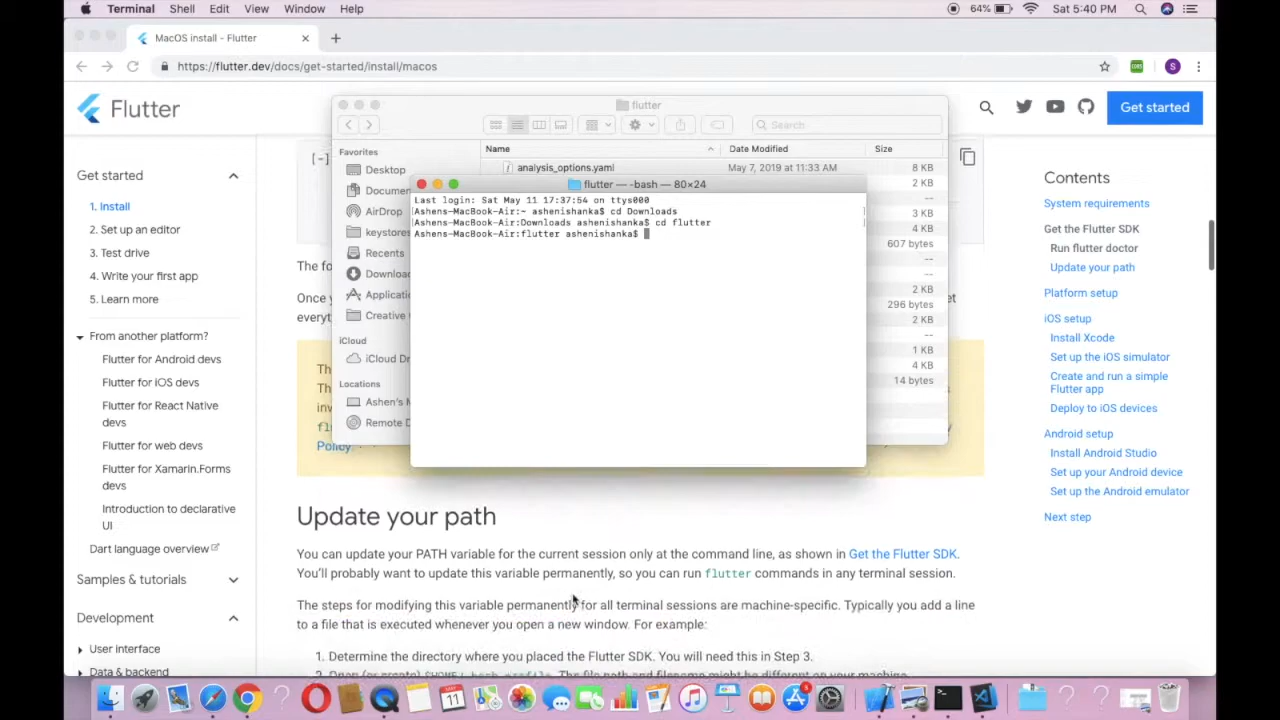 Terminal Shell Edit View Window Help 64% Sat 5:40 PM
MacOS install - Flutter
https://flutter.dev/docs/get-started/install/macos
Flutter
Get started
Get started
1. Install
2. Set up an editor
3. Test drive
4. Write your first app
5. Learn more
From another platform?
Flutter for Android devs
Flutter for iOS devs
Flutter for React Native
devs
Flutter for web devs
Flutter for Xamarin.Forms
devs
Introduction to declarative
UI
Dart language overview
Samples & tutorials
Development
User interface
Data & backend
flutter
Search
Favorites
Desktop
AirDrop
Recents
iCloud
Locations
Name Date Modified Size
analysis_options.yaml May 7, 2019 at 11:33 AM 8 KB
2 KB
--
3 KB
4 KB
607 bytes
--
--
2 KB
296 bytes
2 KB
--
1 KB
4 KB
14 bytes
flutter — -bash — 80×24
Last login: Sat May 11 17:37:54 on ttys000
Ashens-MacBook-Air:~ ashenishanka$ cd Downloads
Ashens-MacBook-Air:Downloads ashenishanka$ cd flutter
Ashens-MacBook-Air:flutter ashenishanka$
Once
Policy.
Update your path
You can update your PATH variable for the current session only at the command line, as shown in Get the Flutter SDK.
You'll probably want to update this variable permanently, so you can run flutter commands in any terminal session.
The steps for modifying this variable permanently for all terminal sessions are machine-specific. Typically you add a line
to a file that is executed whenever you open a new window. For example:
1. Determine the directory where you placed the Flutter SDK. You will need this in Step 3.
Contents
System requirements
Get the Flutter SDK
Run flutter doctor
Update your path
Platform setup
iOS setup
Install Xcode
Set up the iOS simulator
Create and run a simple
Flutter app
Deploy to iOS devices
Android setup
Install Android Studio
Set up your Android device
Set up the Android emulator
Next step